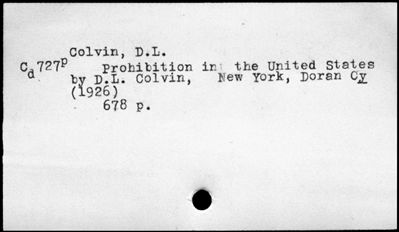 Colvin, D.L.
Cd727p Prohibition in the United States
by D.L. Colvin, New York, Doran Cy
(1926)
678 p.